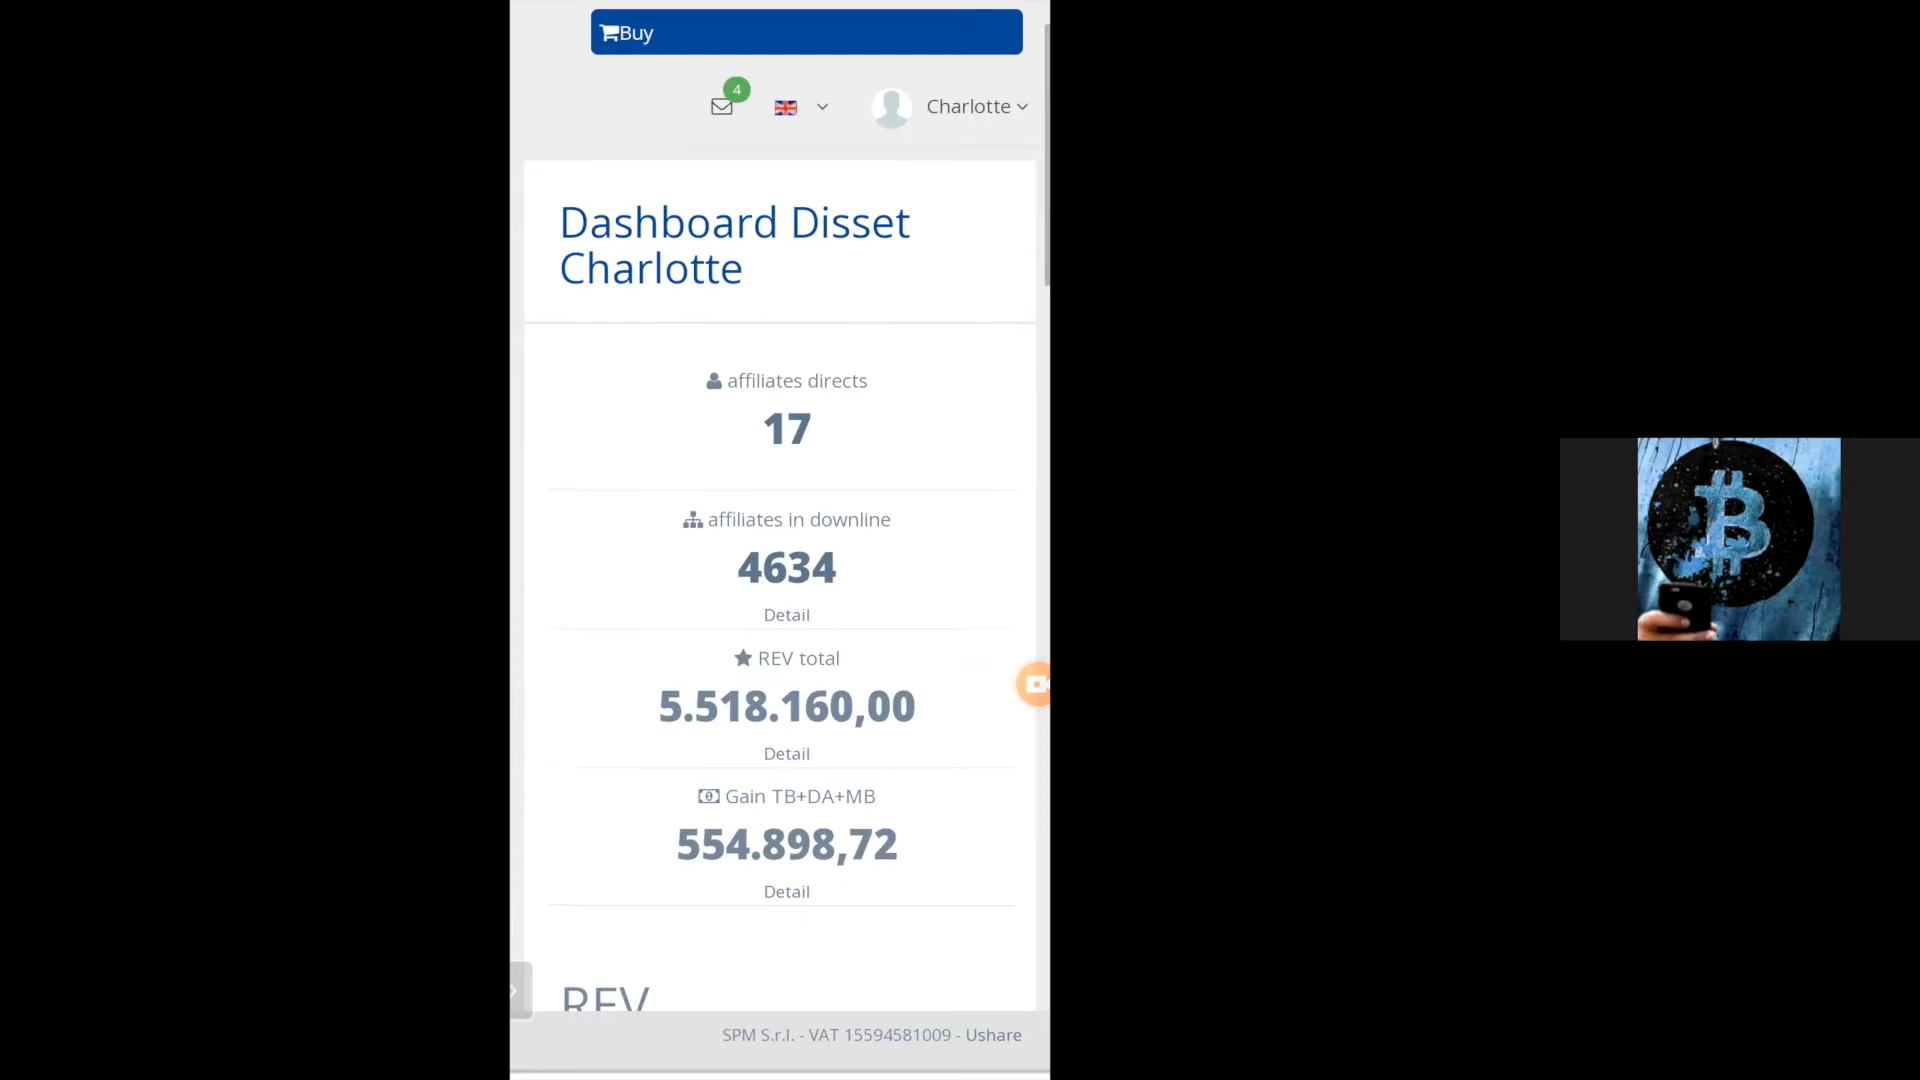 Buy
4
Charlotte
Dashboard Disset
Charlotte
affiliates directs
17
affiliates in downline
4634
Detail
REV total
5.518.160,00
Detail
Gain TB+DA+MB
554.898,72
Detail
REV
SPM S.r.l. - VAT 15594581009 - Ushare